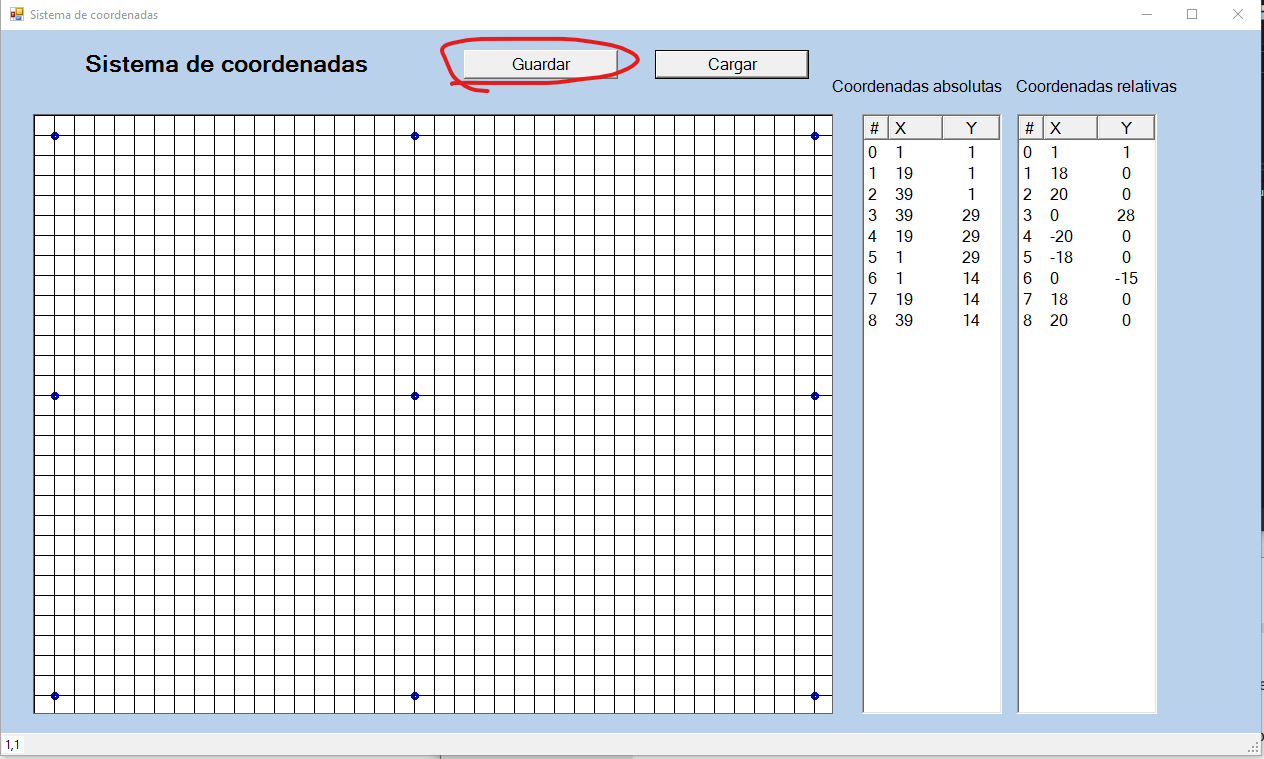 Sistema de coordenadas
Sistema de coordenadas
Guardar
Cargar
Coordenadas absolutas
Coordenadas relativas
# X Y
0 1 1
1 19 1
2 39 1
3 39 29
4 19 29
5 1 29
6 1 14
7 19 14
8 39 14
# X Y
0 1 1
1 18 0
2 20 0
3 0 28
4 -20 0
5 -18 0
6 0 -15
7 18 0
8 20 0
1,1